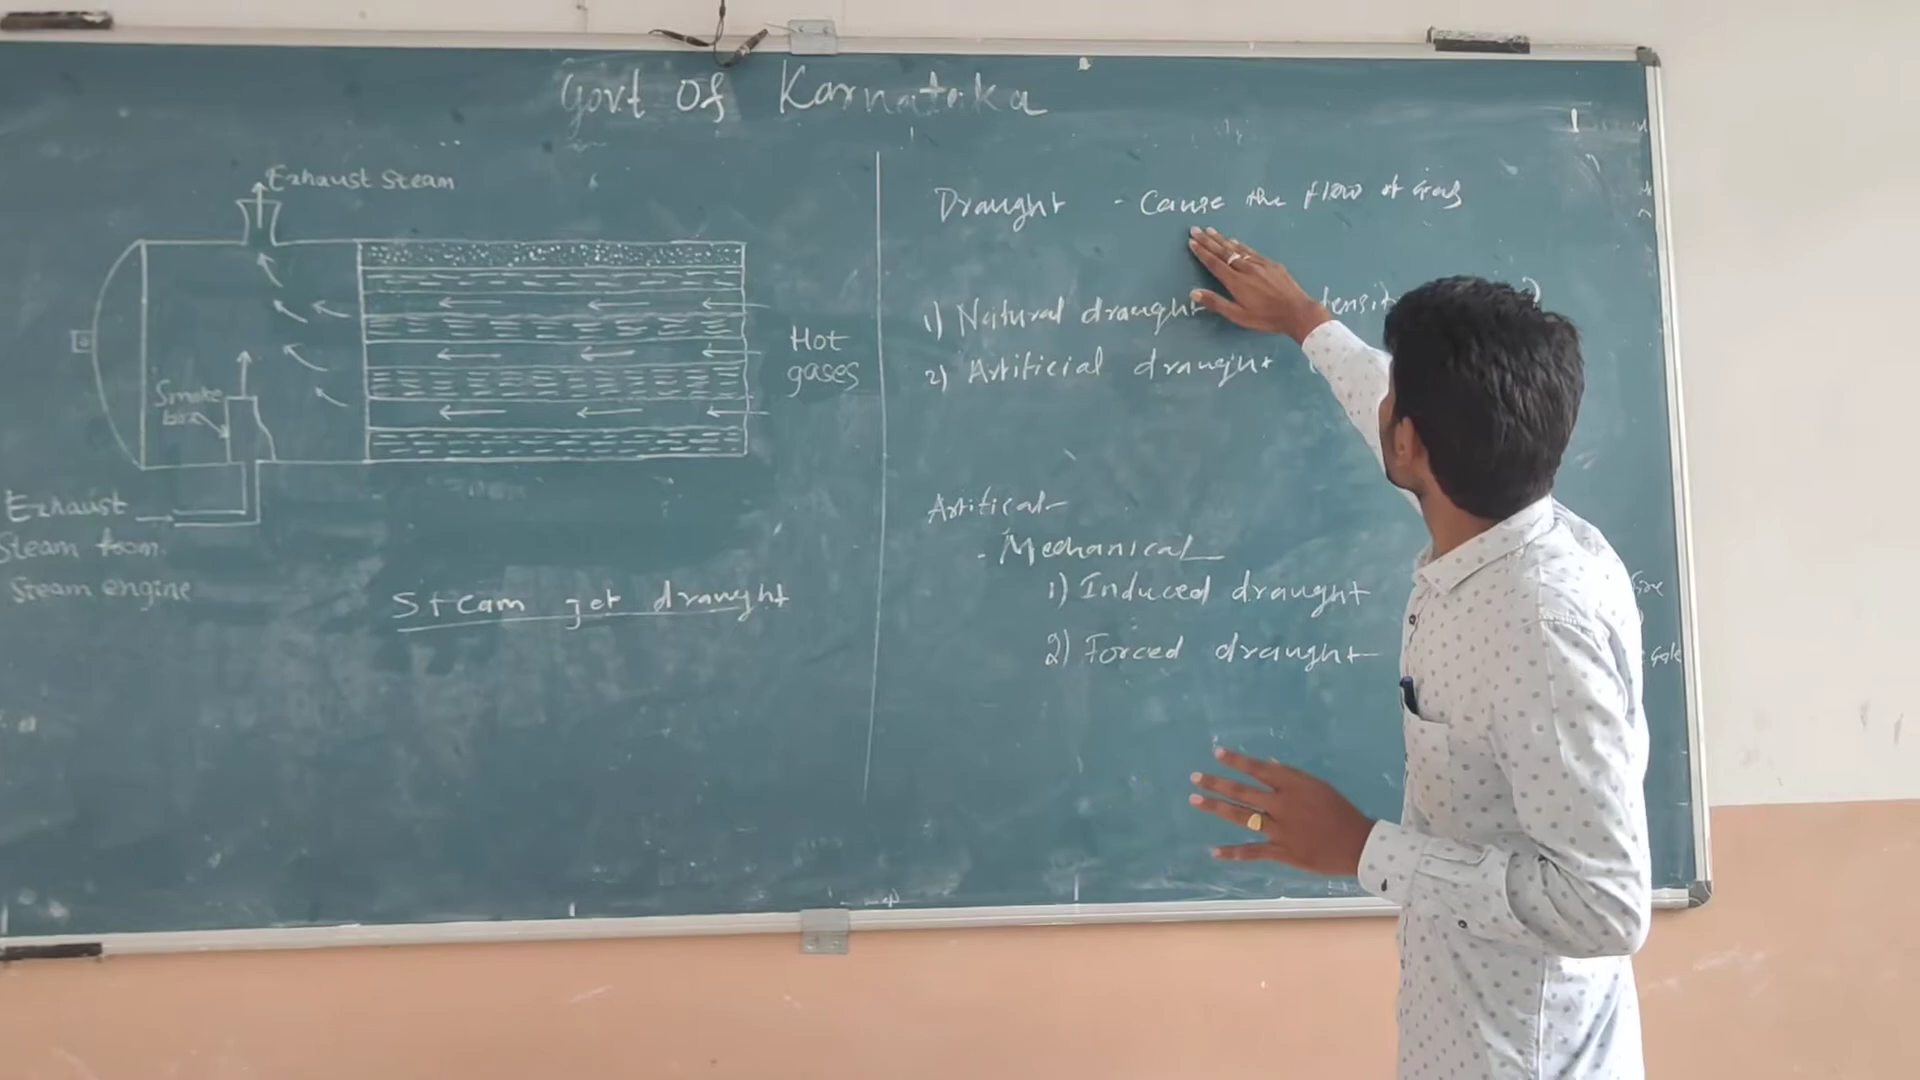 Govt Of Karnataka
Exhaust Steam
Hot
gases
Smoke
box
Exhaust
Steam from
Steam engine
Steam jet draught
Draught - Cause the flow of
1) Natural draught
2) Artificial draught
Artifical
- Mechanical
1) Induced draught
2) Forced draught